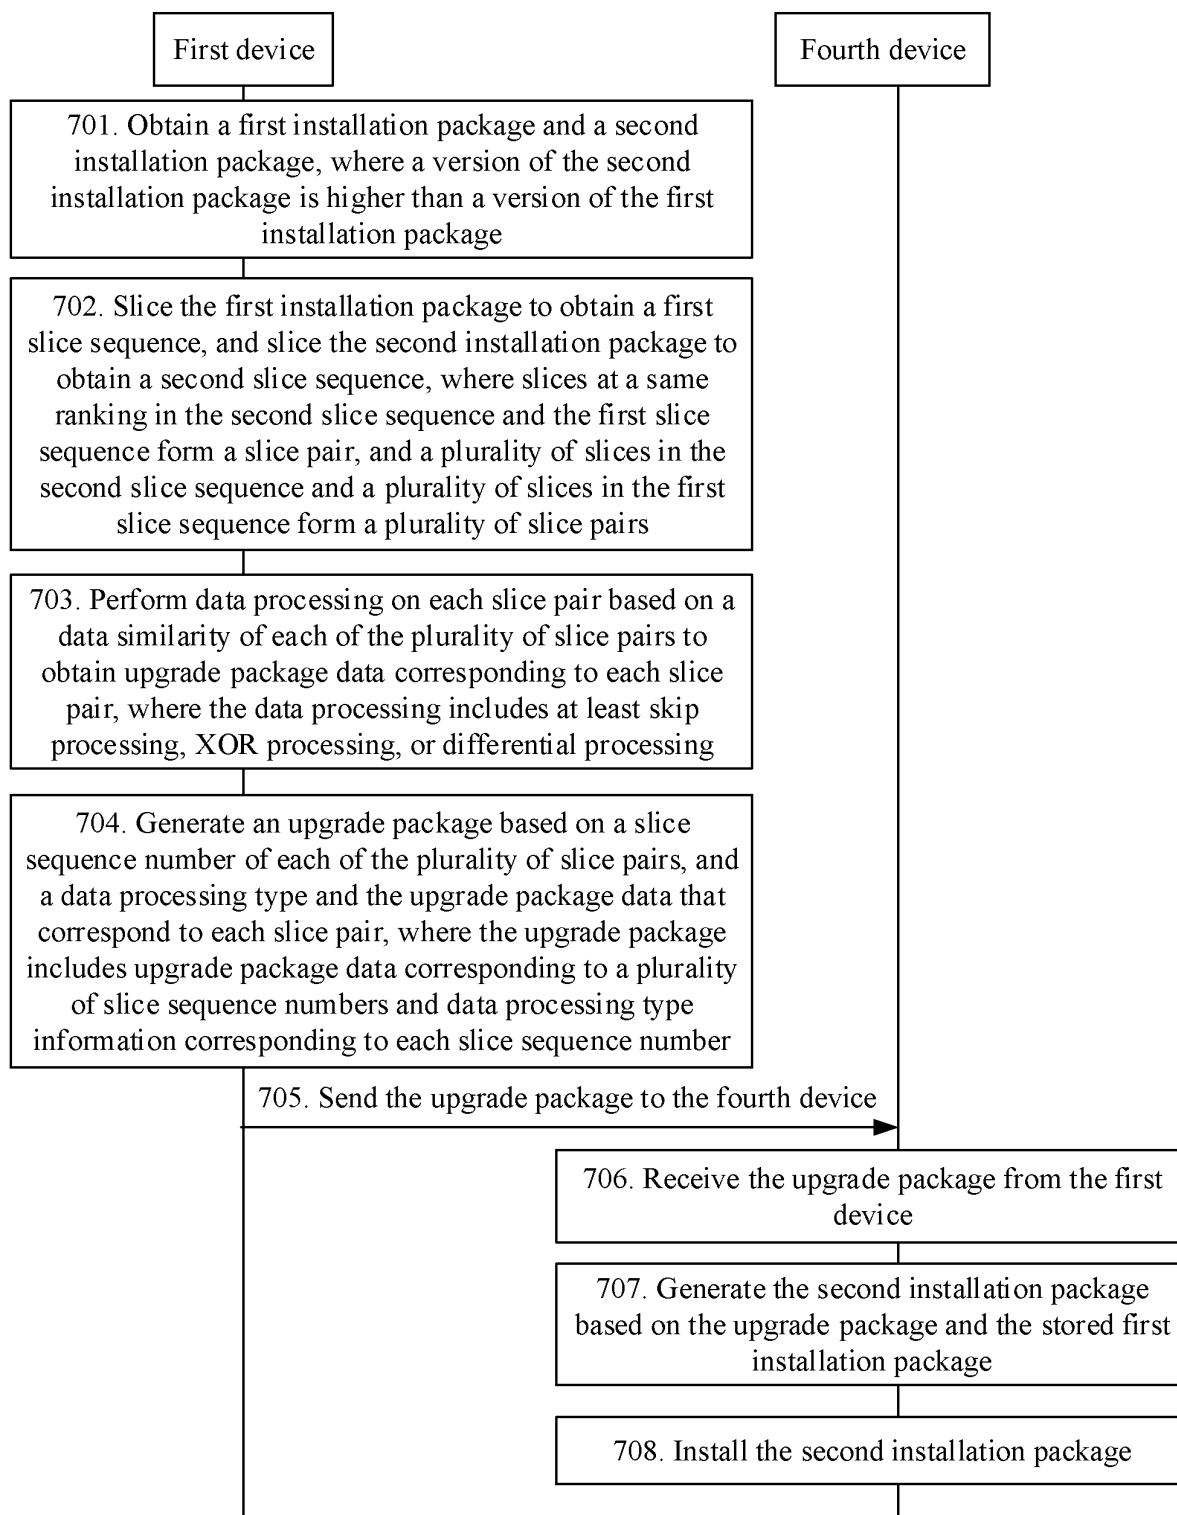 First device
Fourth device
701. Obtain a first installation package and a second
installation package, where a version of the second
installation package is higher than a version of the first
installation package
702. Slice the first installation package to obtain a first
slice sequence, and slice the second installation package to
obtain a second slice sequence, where slices at a same
ranking in the second slice sequence and the first slice
sequence form a slice pair, and a plurality of slices in the
second slice sequence and a plurality of slices in the first
slice sequence form a plurality of slice pairs
703. Perform data processing on each slice pair based on a
data similarity of each of the plurality of slice pairs to
obtain upgrade package data corresponding to each slice
pair, where the data processing includes at least skip
processing, XOR processing, or differential processing
704. Generate an upgrade package based on a slice
sequence number of each of the plurality of slice pairs, and
a data processing type and the upgrade package data that
correspond to each slice pair, where the upgrade package
includes upgrade package data corresponding to a plurality
of slice sequence numbers and data processing type
information corresponding to each slice sequence number
705. Send the upgrade package to the fourth device
706. Receive the upgrade package from the first
device
707. Generate the second installation package
based on the upgrade package and the stored first
installation package
708. Install the second installation package